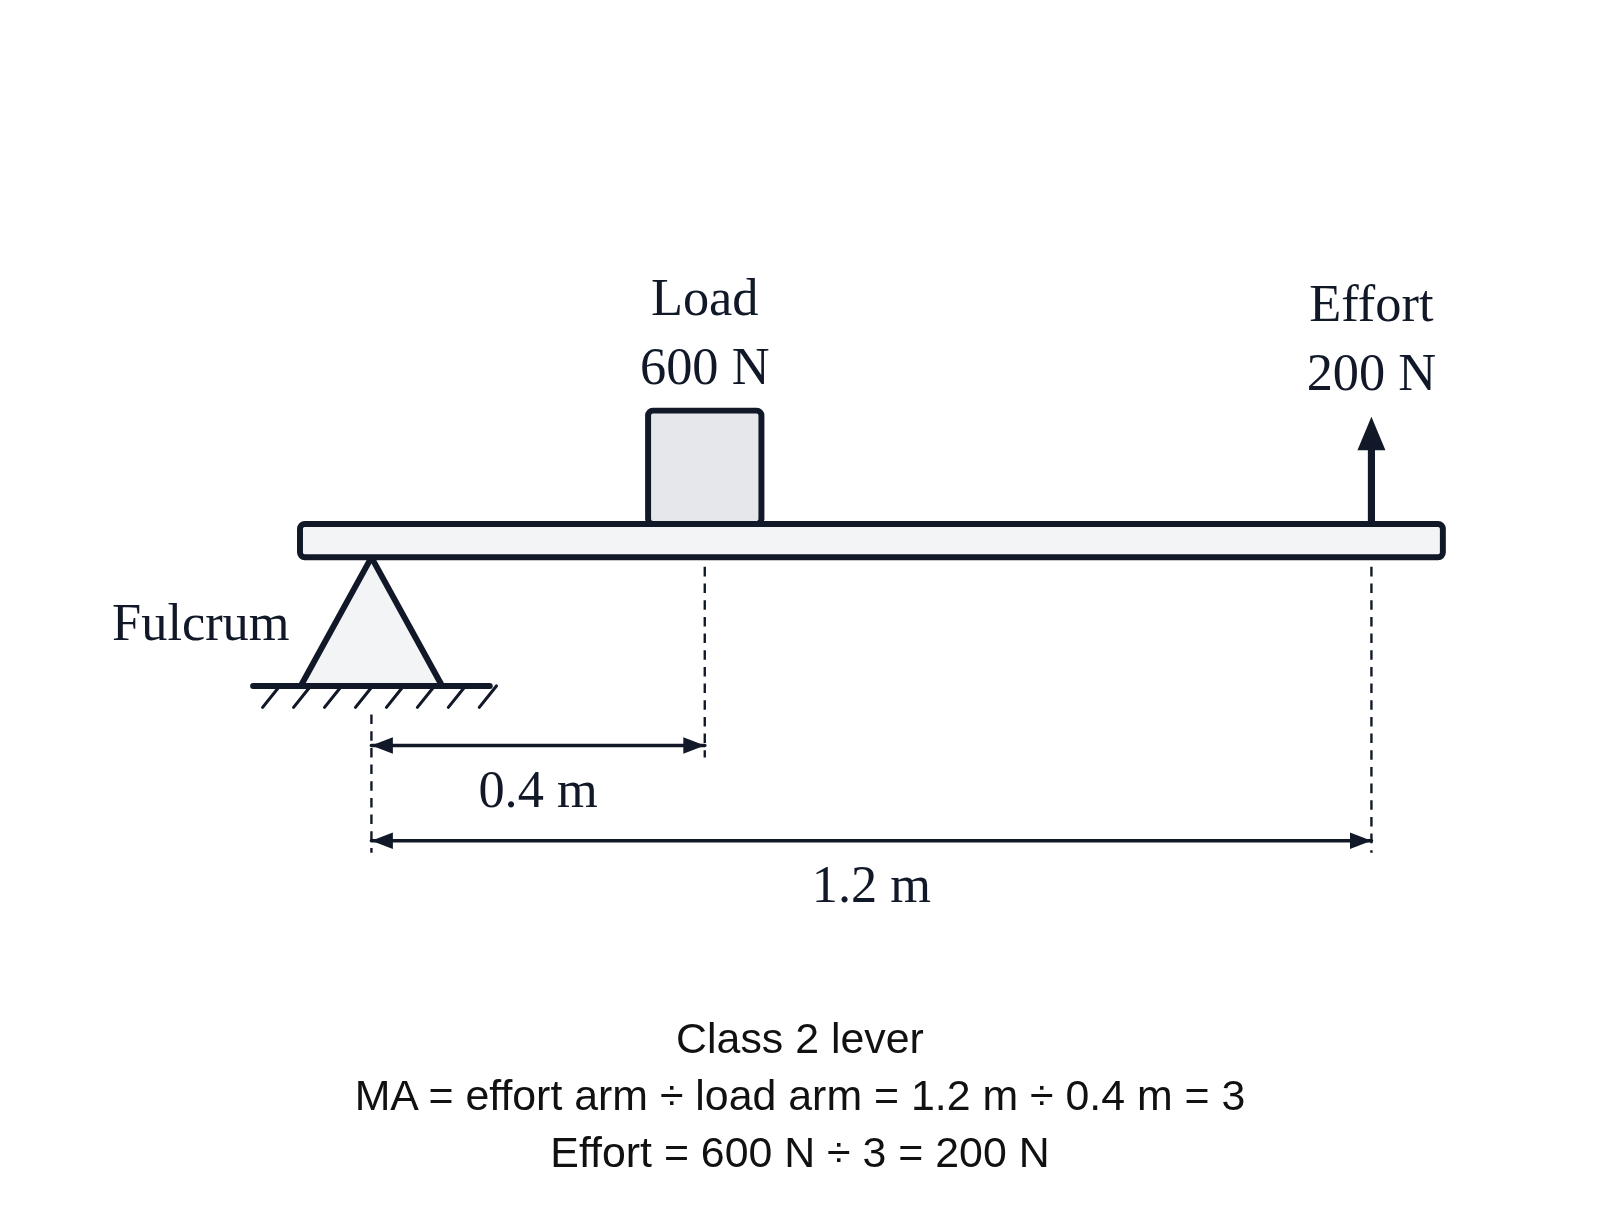 Load
600 N
Effort
200 N
Fulcrum
0.4 m
1.2 m
Class 2 lever
MA = effort arm ÷ load arm = 1.2 m ÷ 0.4 m = 3
Effort = 600 N ÷ 3 = 200 N